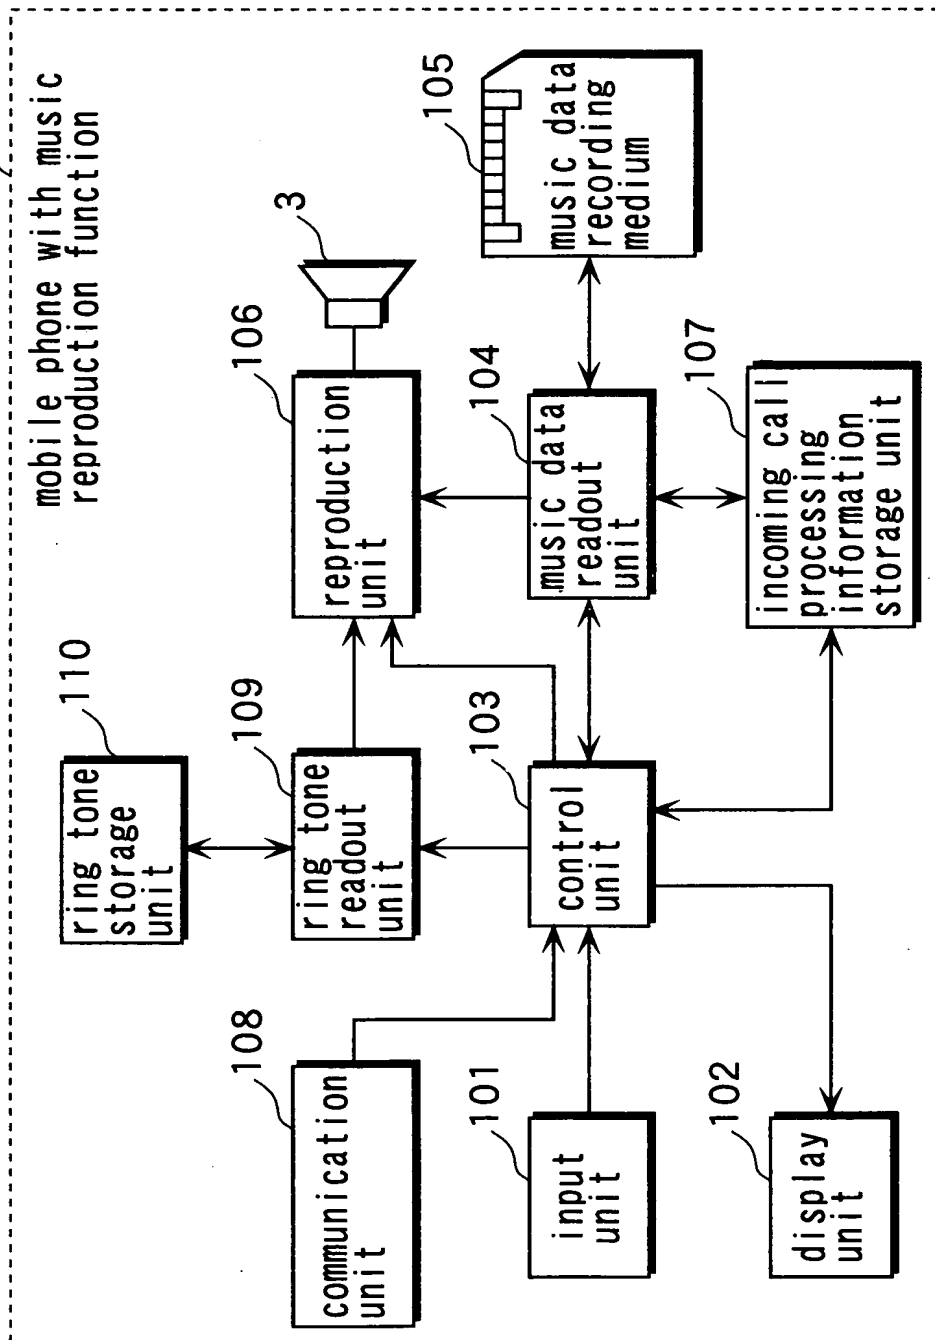 mobile phone with music
reproduction function
110
ring tone
storage
unit
108
communication
unit
109
ring tone
readout
unit
106
reproduction
unit
3
101
input
unit
103
control
unit
104
music data
readout
unit
105
music data
recording
medium
102
display
unit
107
incoming call
processing
information
storage unit